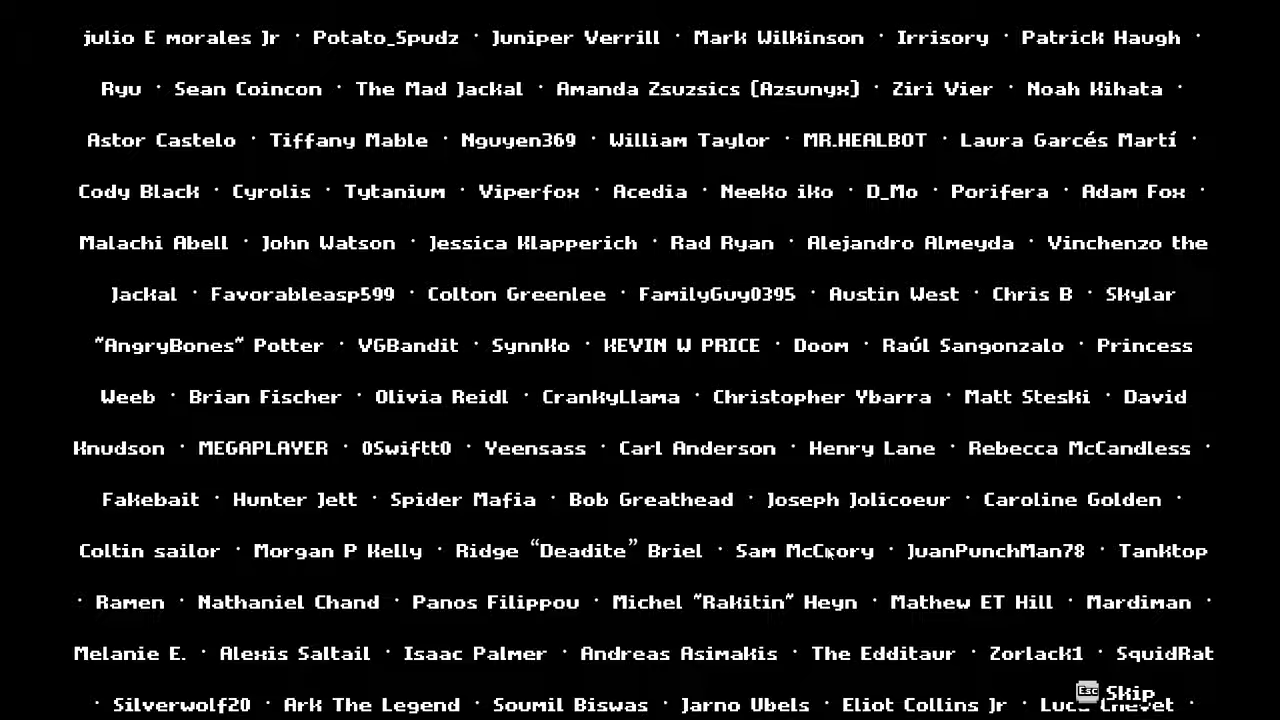 julio E morales Jr · Potato_Spudz · Juniper Verrill · Mark Wilkinson · Irrisory · Patrick Haugh ·
Ryu · Sean Coincon · The Mad Jackal · Amanda Zsuzsics (Azsunyx) · Ziri Vier · Noah Kihata ·
Astor Castelo · Tiffany Mable · Nguyen369 · William Taylor · MR.HEALBOT · Laura Garcés Martí ·
Cody Black · Cyrolis · Tytanium · Viperfox · Acedia · Neeko iko · D_Mo · Porifera · Adam Fox ·
Malachi Abell · John Watson · Jessica Klapperich · Rad Ryan · Alejandro Almeyda · Vinchenzo the
Jackal · Favorableasp599 · Colton Greenlee · FamilyGuy0395 · Austin West · Chris B · Skylar
"AngryBones" Potter · VGBandit · Synnko · KEVIN W PRICE · Doom · Raúl Sangonzalo · Princess
Weeb · Brian Fischer · Olivia Reidl · CrankyLlama · Christopher Ybarra · Matt Steski · David
Knudson · MEGAPLAYER · 0Swiftt0 · Yeensass · Carl Anderson · Henry Lane · Rebecca McCandless ·
Fakebait · Hunter Jett · Spider Mafia · Bob Greathead · Joseph Jolicoeur · Caroline Golden ·
Coltin sailor · Morgan P Kelly · Ridge “Deadite” Briel · Sam McCrory · JuanPunchMan78 · Tanktop
· Ramen · Nathaniel Chand · Panos Filippou · Michel "Rakitin" Heyn · Mathew ET Hill · Mardiman ·
Melanie E. · Alexis Saltail · Isaac Palmer · Andreas Asimakis · The Edditaur · Zorlack1 · SquidRat
· Silverwolf20 · Ark The Legend · Soumil Biswas · Jarno Ubels · Eliot Collins Jr ·
Esc Skip